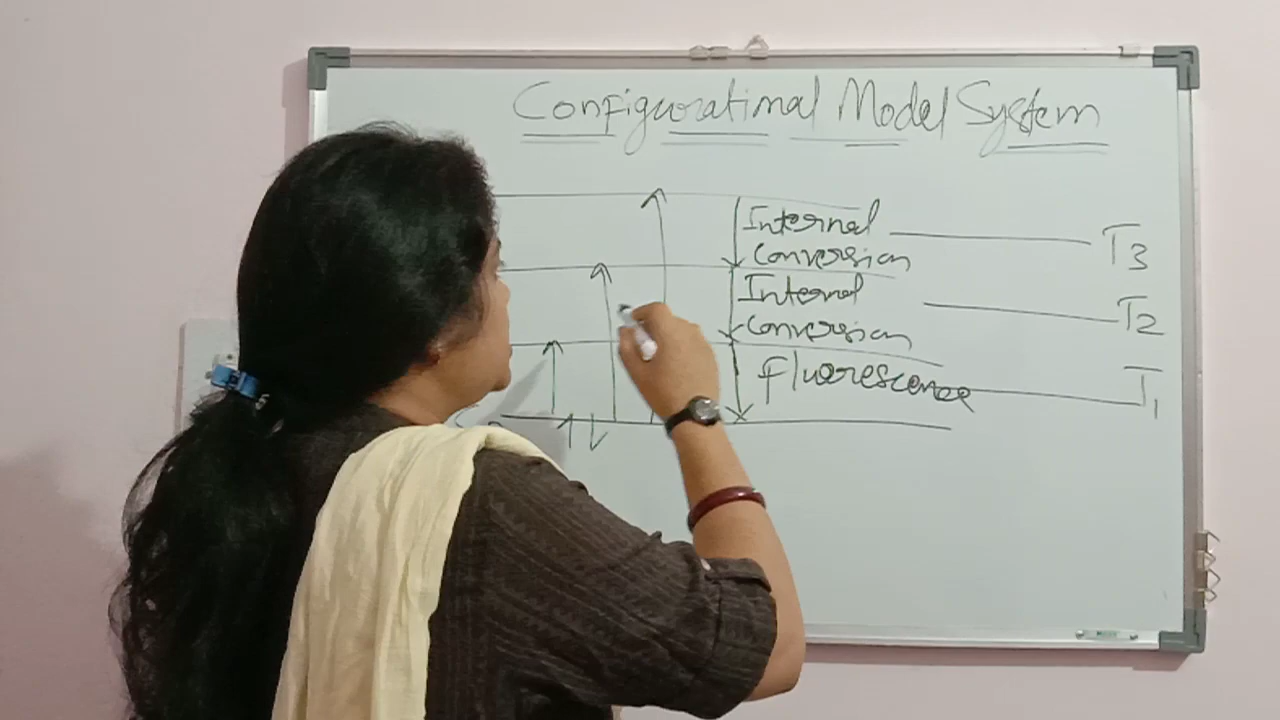 Configurational Model System
Internal
conversion
T3
Internal
conversion
T2
Fluorescence
T1